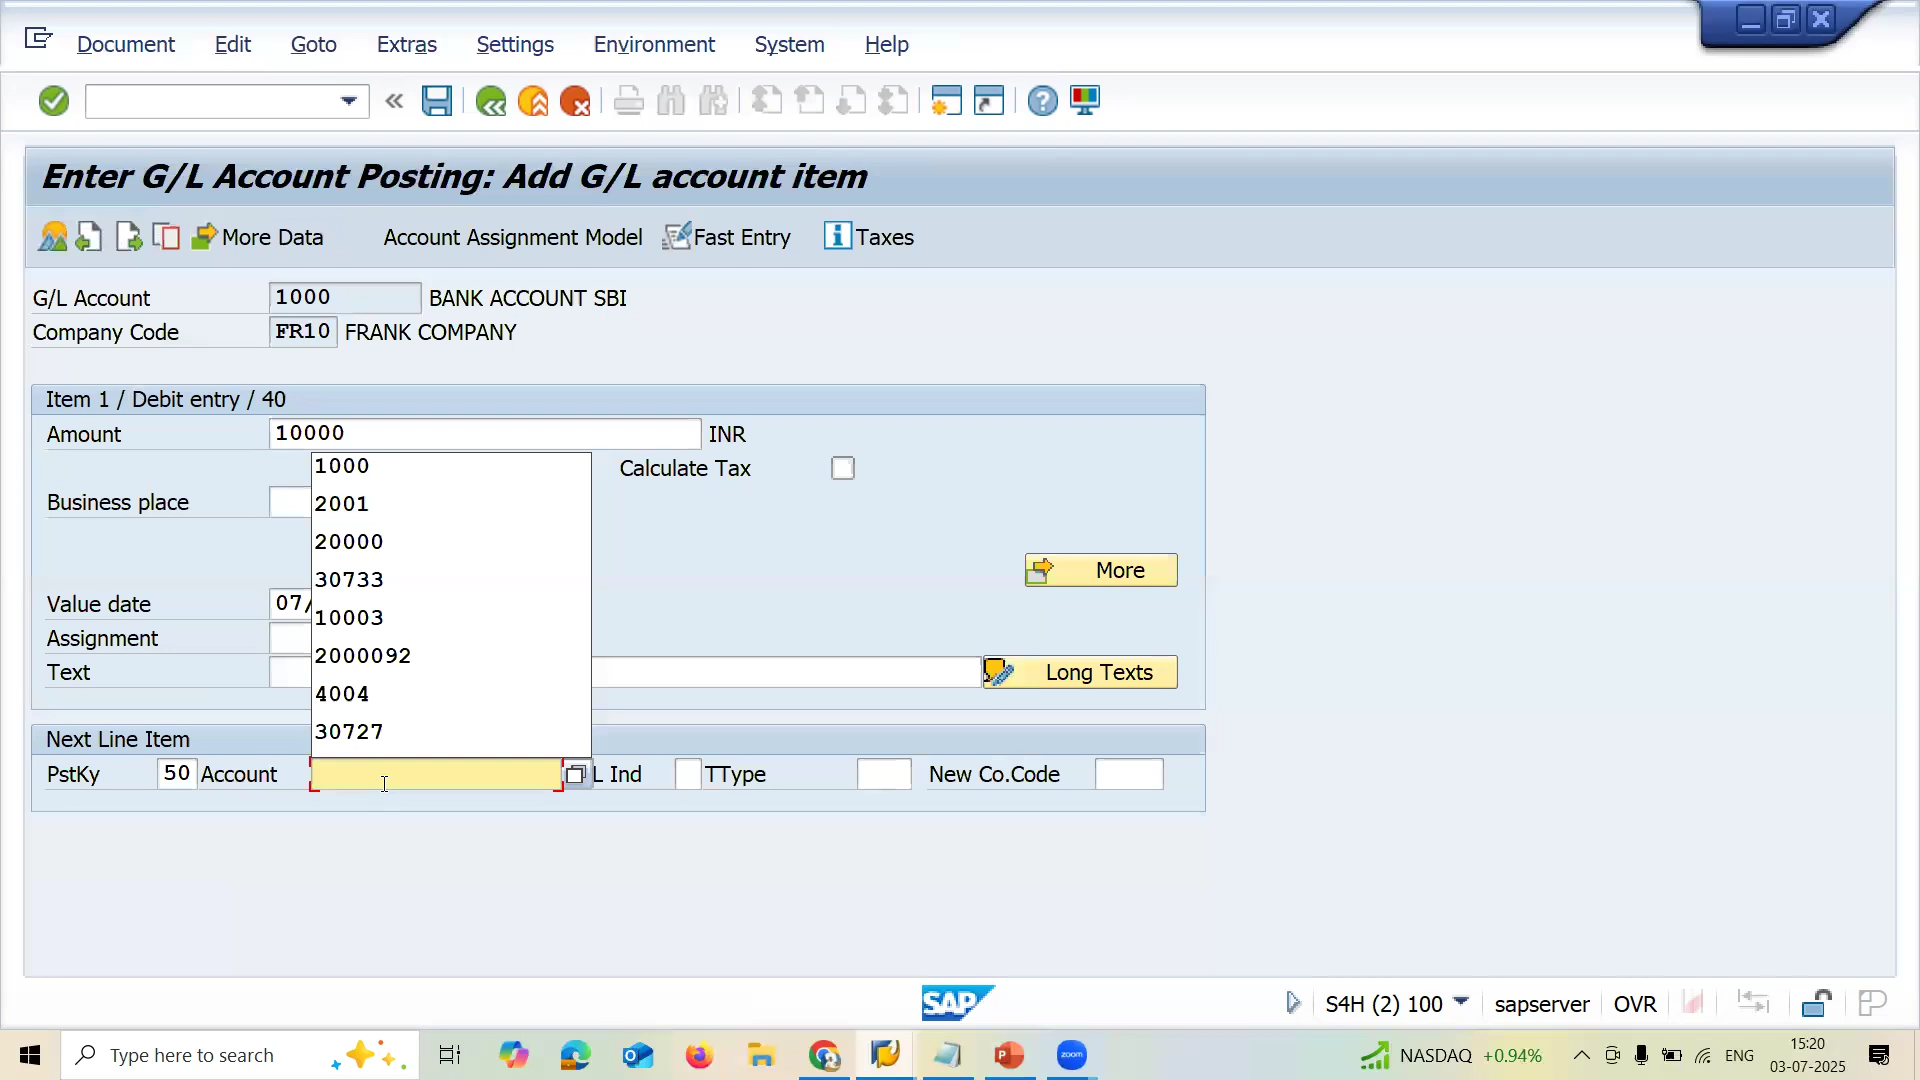 Document Edit Goto Extras Settings Environment System Help
Enter G/L Account Posting: Add G/L account item
More Data Account Assignment Model Fast Entry Taxes
G/L Account 1000 BANK ACCOUNT SBI
Company Code FR10 FRANK COMPANY
Item 1 / Debit entry / 40
Amount 10000 INR
1000 Calculate Tax
Business place 2001
20000
30733 More
Value date 07/ 10003
Assignment 2000092
Text 4004 Long Texts
30727
Next Line Item
PstKy 50 Account L Ind TType New Co.Code
SAP S4H (2) 100 sapserver OVR
Type here to search zoom NASDAQ +0.94% ENG 15:20
03-07-2025